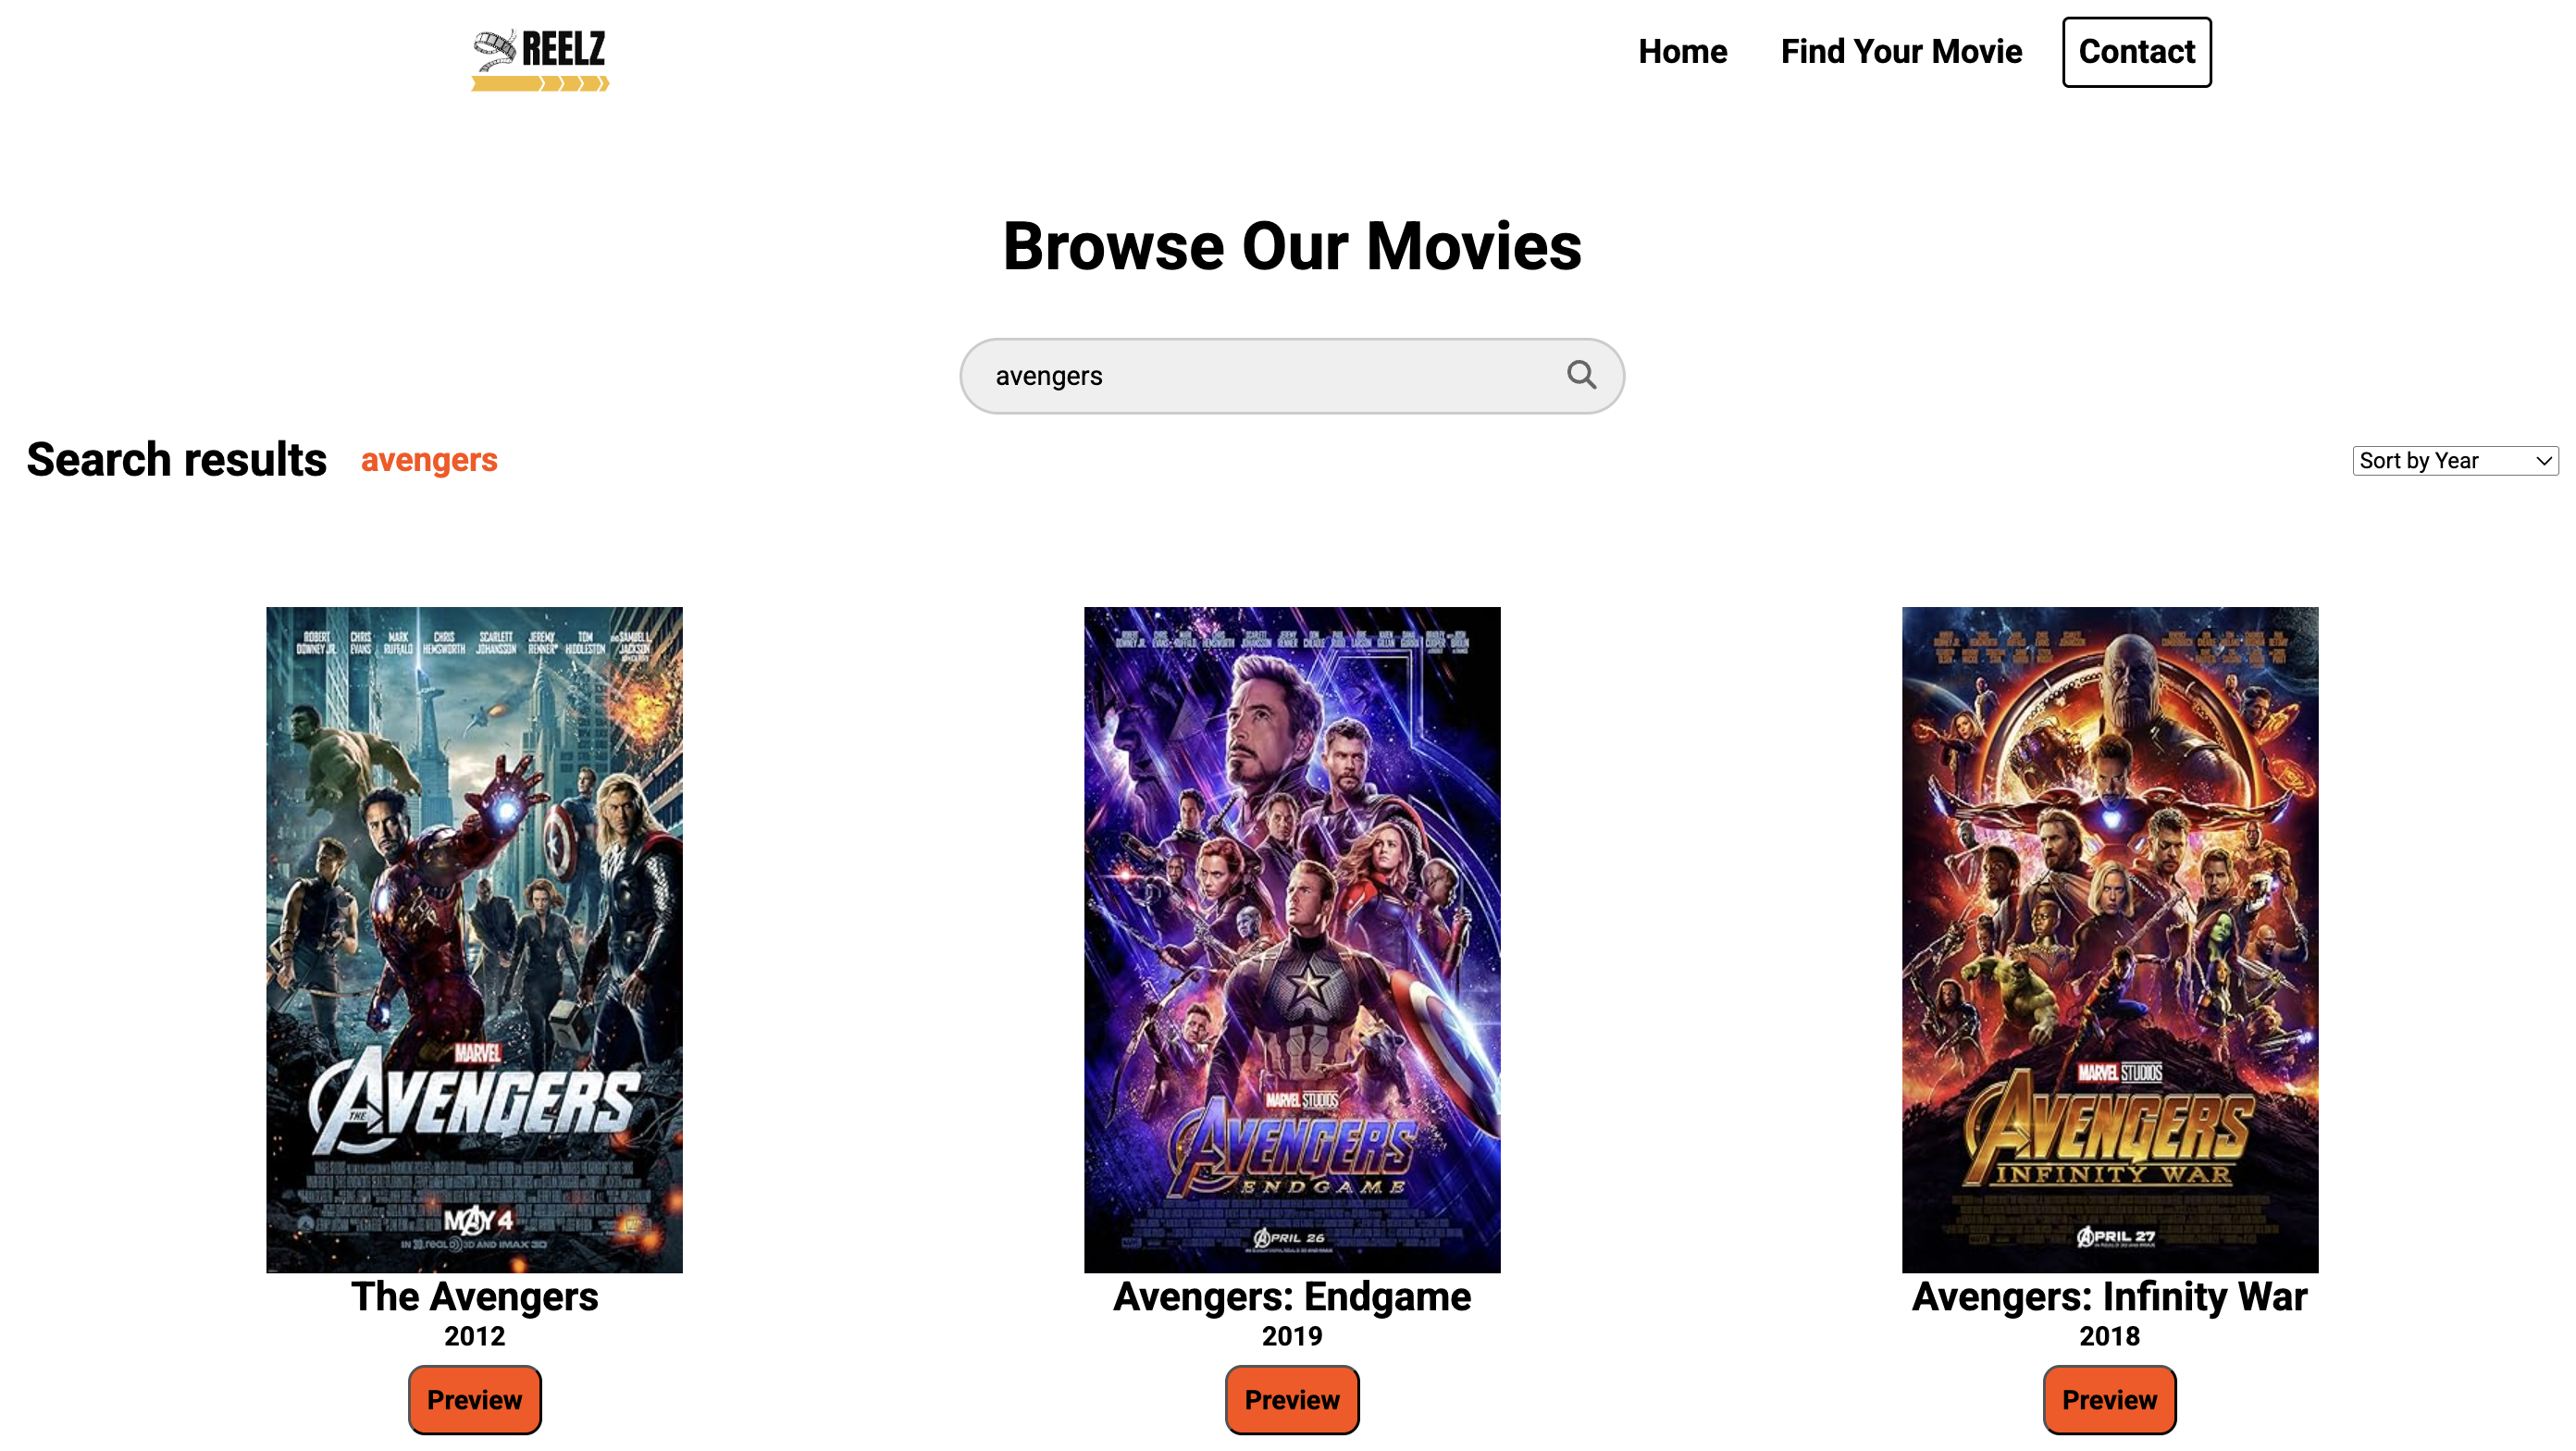 REELZ
Home Find Your Movie Contact
Browse Our Movies
avengers
Search results avengers
Sort by Year
ROBERT DOWNEY JR. CHRIS EVANS MARK RUFFALO CHRIS HEMSWORTH SCARLETT JOHANSSON JEREMY RENNER TOM HIDDLESTON AND SAMUEL L. JACKSON
MARVEL
THE AVENGERS
MAY 4
IN REAL D 3D AND IMAX 3D
MARVEL STUDIOS
AVENGERS
ENDGAME
APRIL 26
MARVEL STUDIOS
AVENGERS
INFINITY WAR
APRIL 27
The Avengers
2012
Preview
Avengers: Endgame
2019
Preview
Avengers: Infinity War
2018
Preview